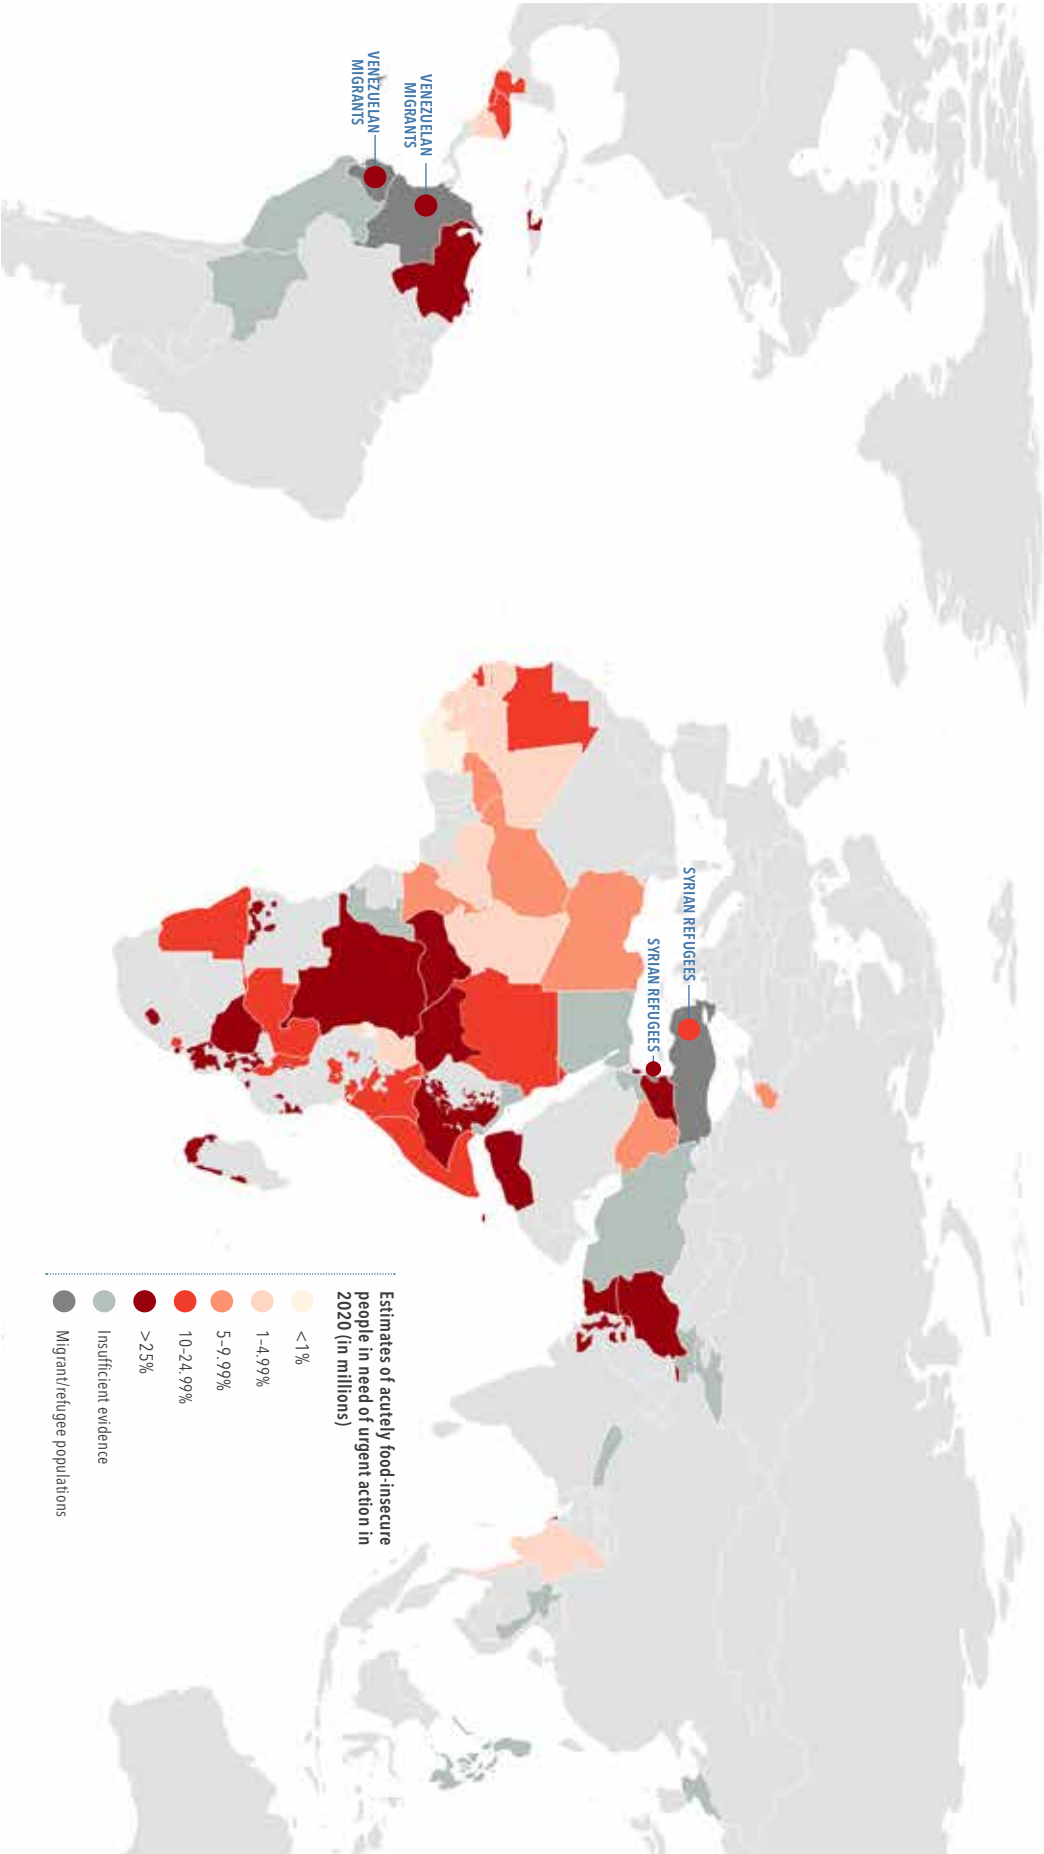 VENEZUELAN
MIGRANTS
VENEZUELAN
MIGRANTS
SYRIAN REFUGEES
SYRIAN REFUGEES
Estimates of acutely food-insecure
people in need of urgent action in
2020 (in millions)
<1%
1-4.99%
5-9.99%
10-24.99%
>25%
Insufficient evidence
Migrant/refugee populations